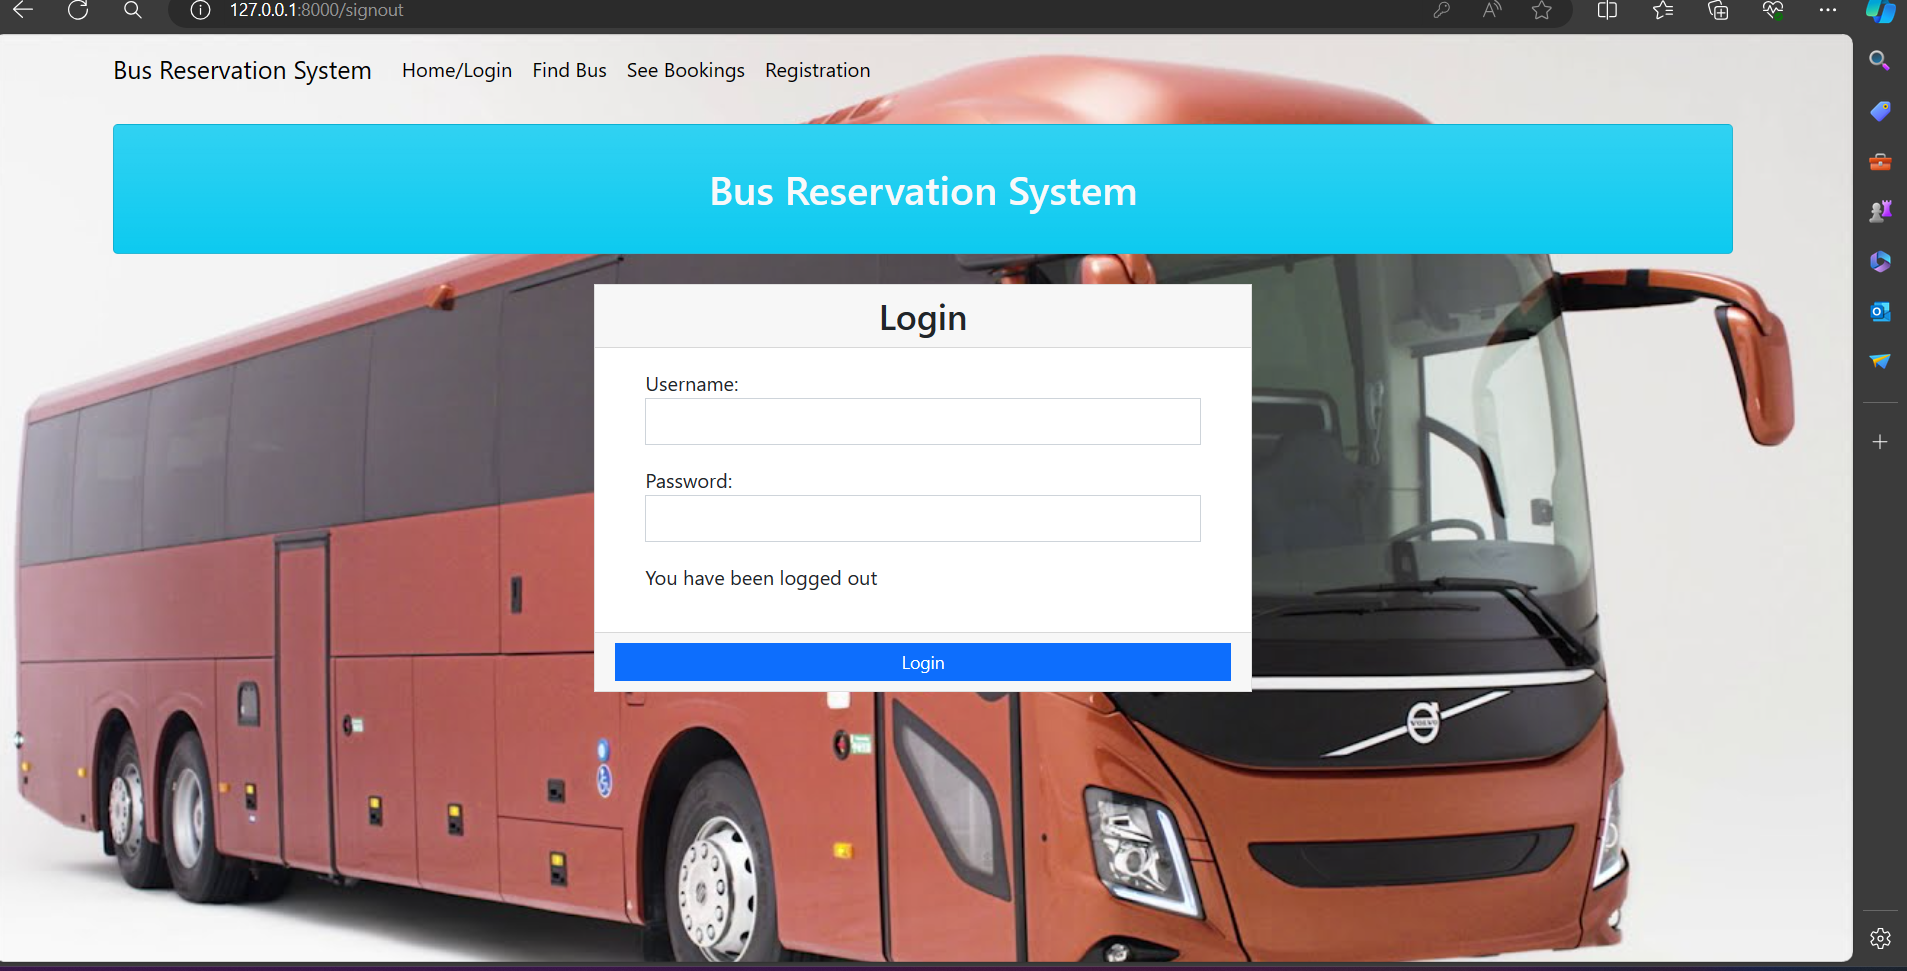 127.0.0.1:8000/signout
Bus Reservation System Home/Login Find Bus See Bookings Registration
Bus Reservation System
Login
Username:
Password:
You have been logged out
Login
VOLVO